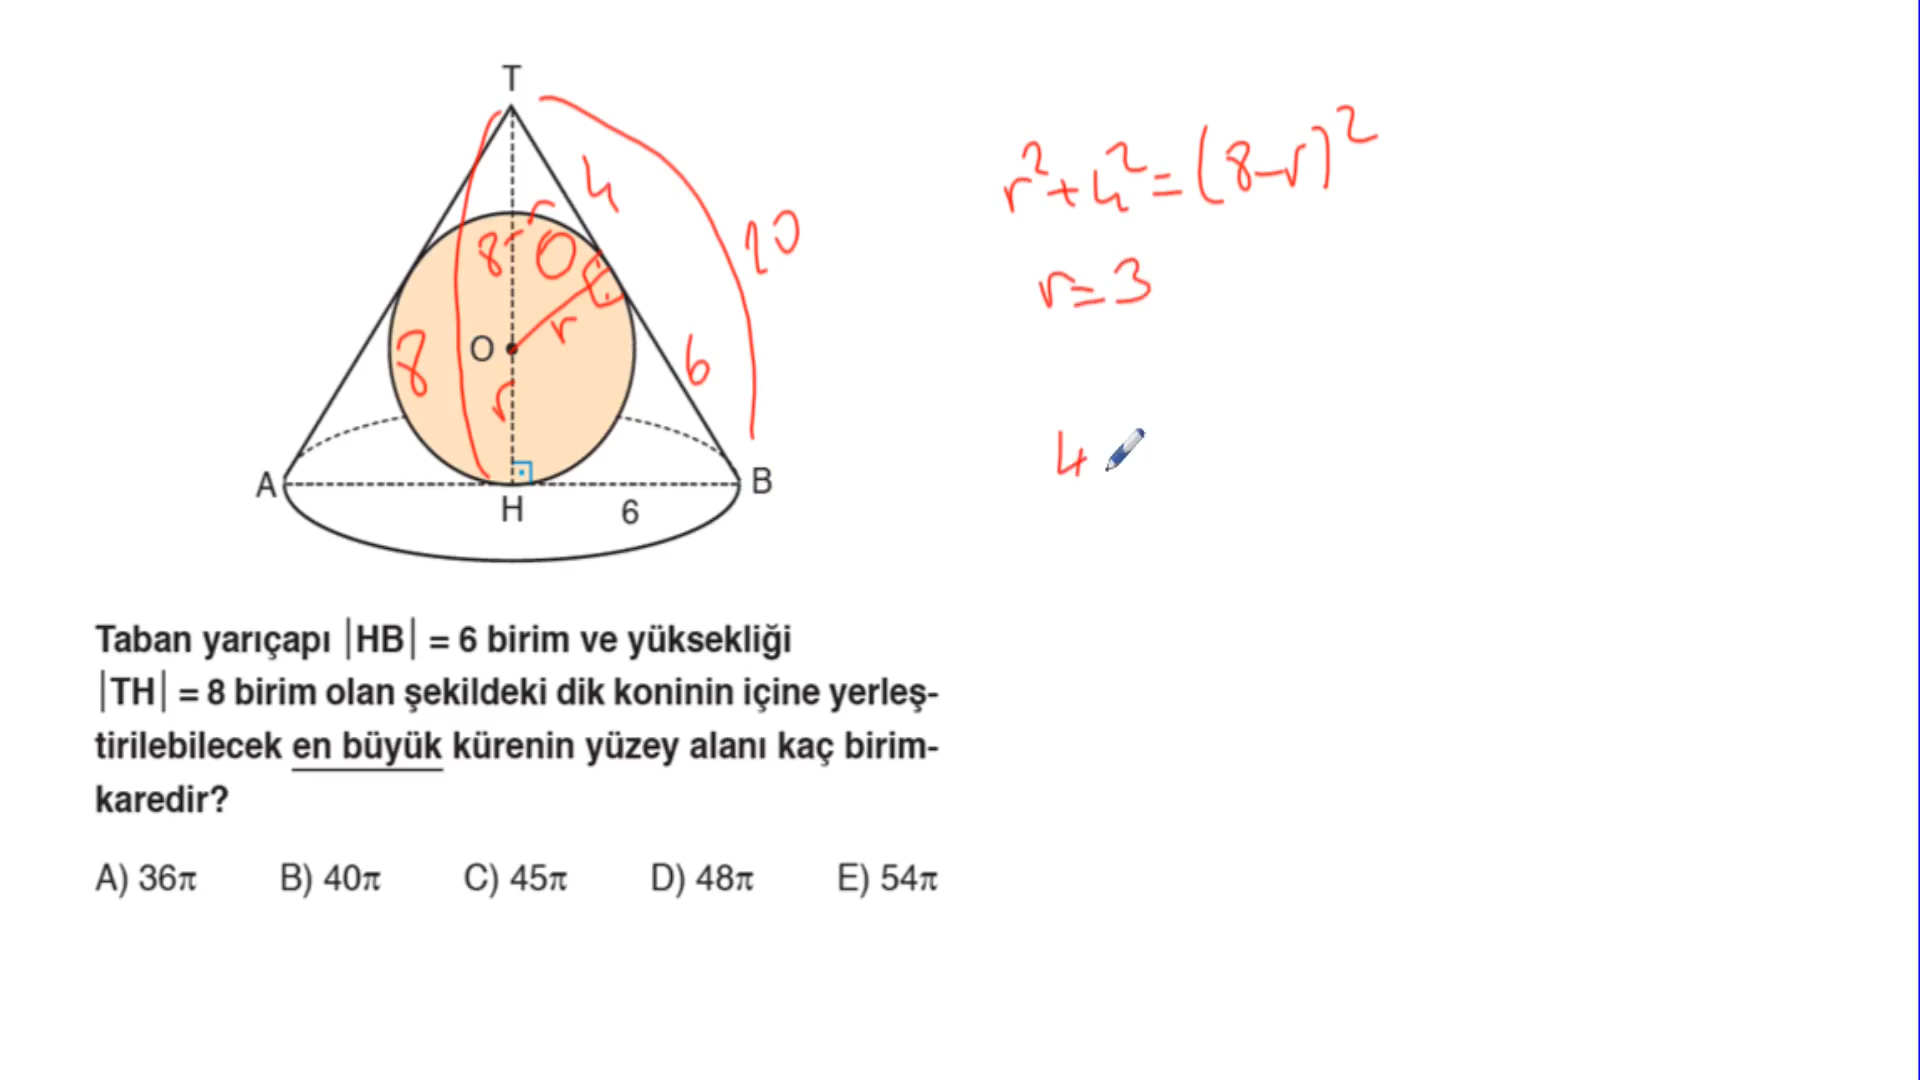 T
4
10
8-r
O
r
8
O
r
6
A
B
H
6
r²+4²=(8-r)²
r=3
4
Taban yarıçapı |HB| = 6 birim ve yüksekliği
|TH| = 8 birim olan şekildeki dik koninin içine yerleş-
tirilebilecek en büyük kürenin yüzey alanı kaç birim-
karedir?
A) 36π B) 40π C) 45π D) 48π E) 54π